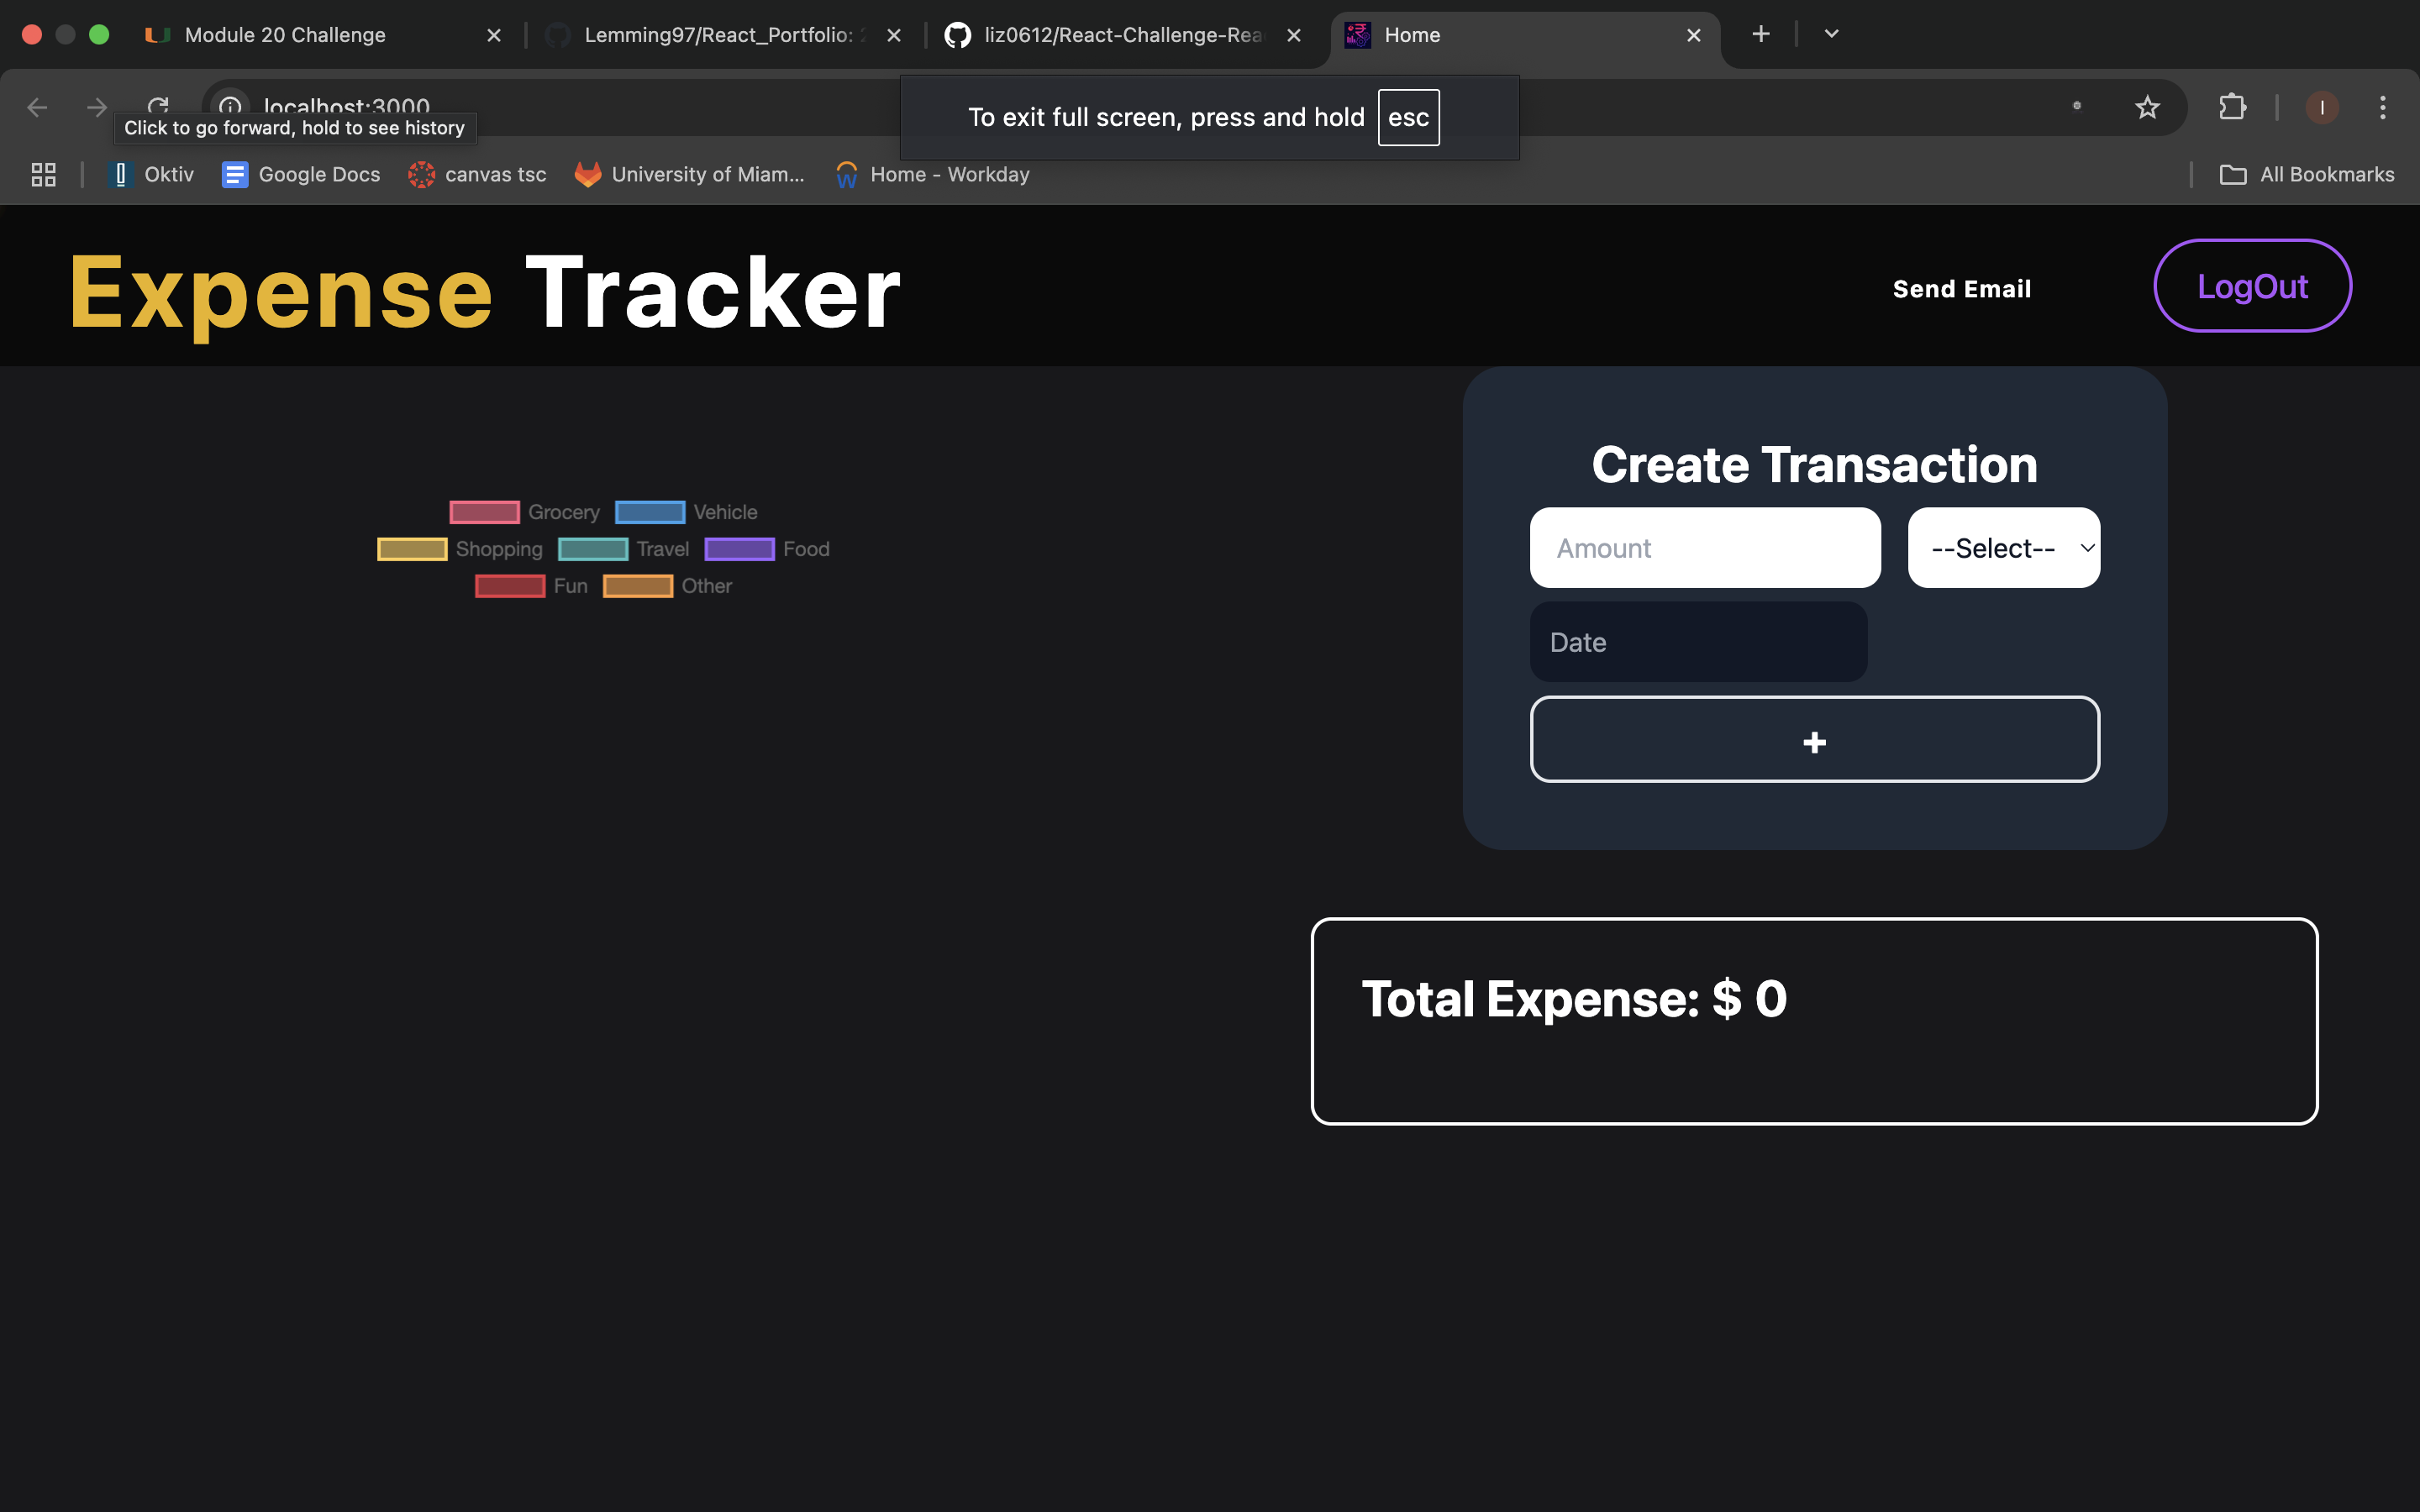 Module 20 Challenge
Lemming97/React_Portfolio:
liz0612/React-Challenge-Rea
Home
localhost:3000
Click to go forward, hold to see history
To exit full screen, press and hold esc
I
Oktiv
Google Docs
canvas tsc
University of Miam...
Home - Workday
All Bookmarks
Expense Tracker
Send Email
LogOut
Grocery Vehicle
Shopping Travel Food
Fun Other
Create Transaction
Amount
--Select--
Date
+
Total Expense: $ 0